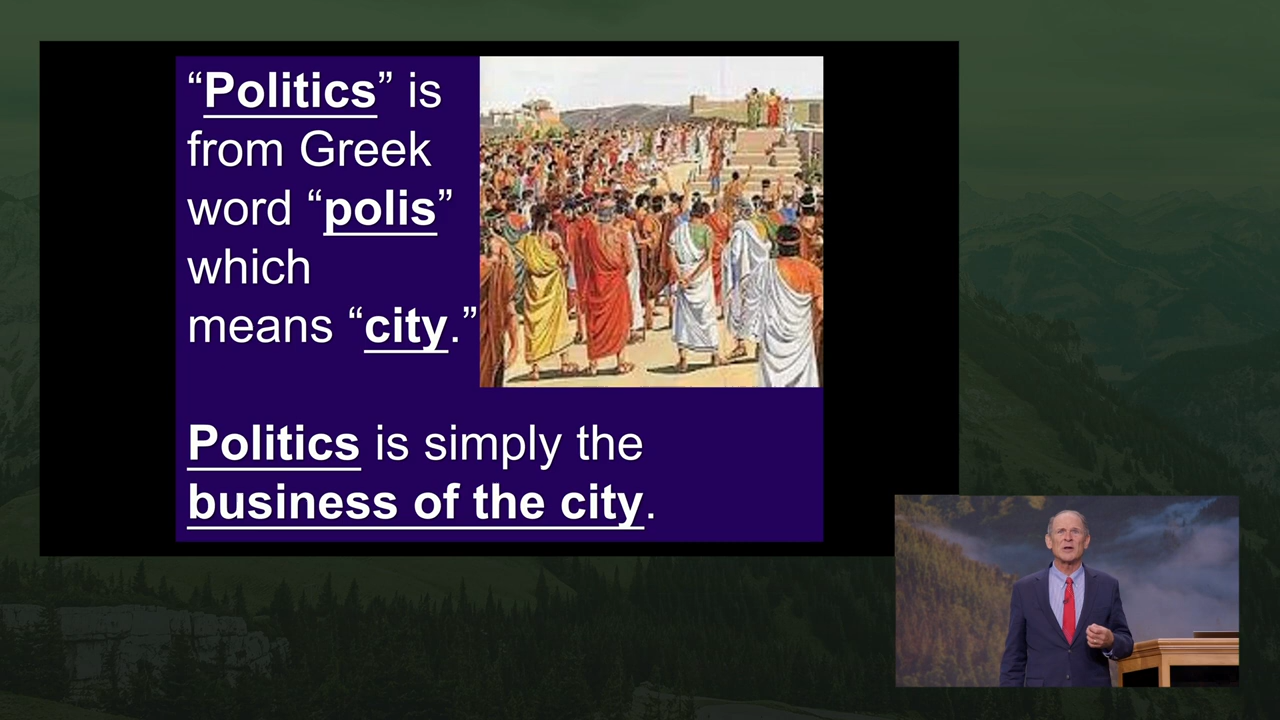 “Politics” is
from Greek
word “polis”
which
means “city.”
Politics is simply the
business of the city.